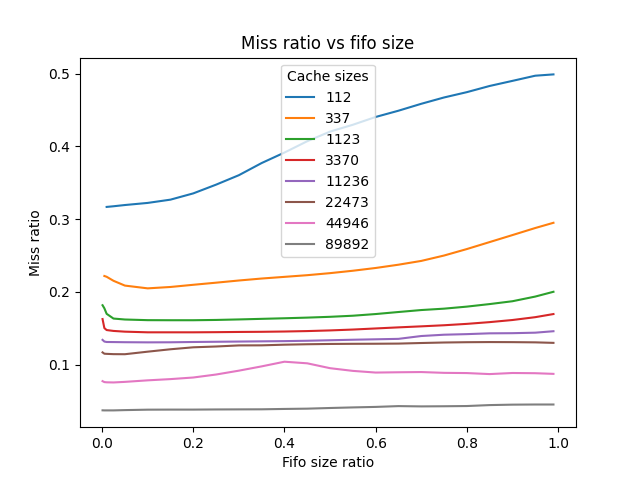 Miss ratio vs fifo size
Cache sizes
112
337
1123
3370
11236
22473
44946
89892
0.5
0.4
0.3
0.2
0.1
Miss ratio
0.0 0.2 0.4 0.6 0.8 1.0
Fifo size ratio